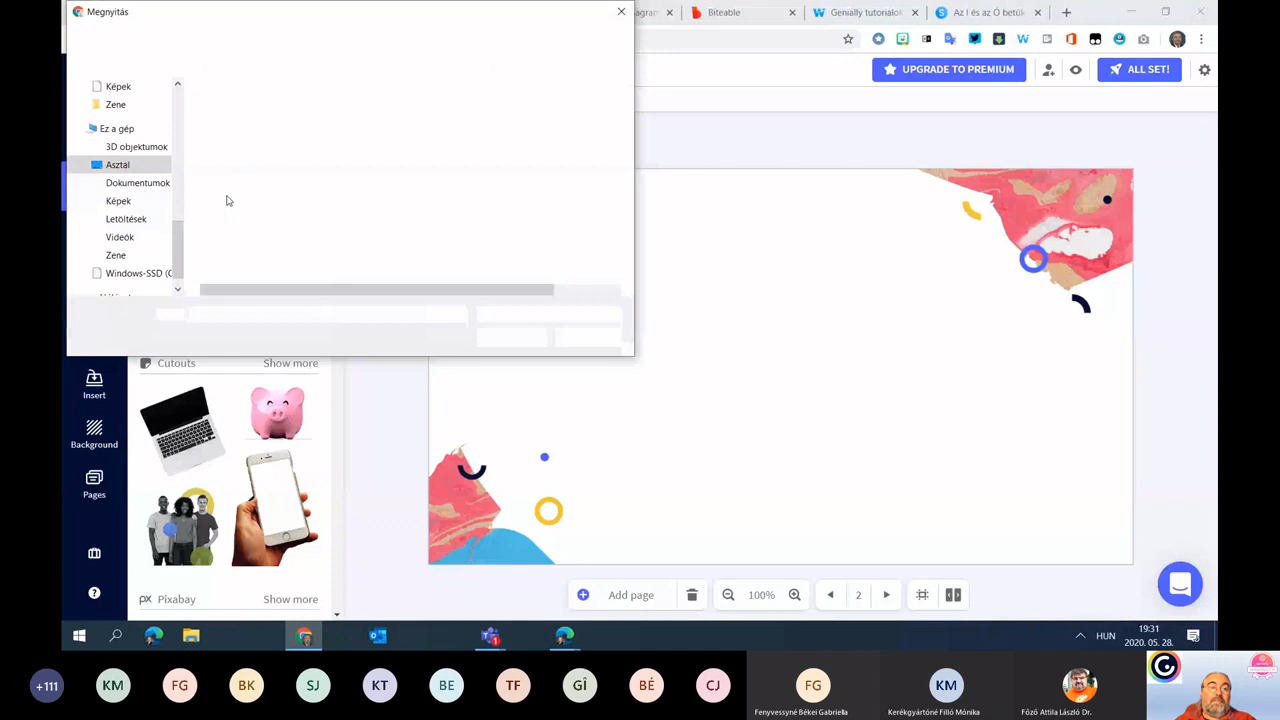 Megnyitás
Biteable
Genially tutorialok
Az I és az Ó betűk
UPGRADE TO PREMIUM
ALL SET!
Képek
Zene
Ez a gép
3D objektumok
Asztal
Dokumentumok
Képek
Letöltések
Videók
Zene
Windows-SSD (C
Cutouts
Show more
Insert
Background
Pages
px Pixabay
Show more
Add page
100%
2
HUN
19:31
2020. 05. 28.
+111
KM
FG
BK
SJ
KT
BE
TF
GÎ
BÉ
CJ
FG
KM
Fenyvessyné Békei Gabriella
Kerékgyártóné Filló Mónika
Főző Attila László Dr.